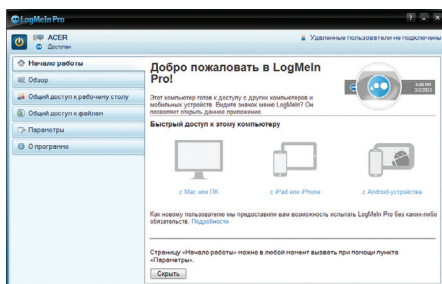 LogMeIn Pro
ACER
Доступен
Удаленные пользователи не подключены
Начало работы
Обзор
Общий доступ к рабочему столу
Общий доступ к файлам
Параметры
О программе
Добро пожаловать в LogMeIn
Pro!
Этот компьютер готов к доступу с других компьютеров и
мобильных устройств. Видите значок меню LogMeIn? Он
позволяет открыть данное приложение.
Быстрый доступ к этому компьютеру
с Mac или ПК
с iPad или iPhone
с Android-устройства
Как новому пользователю мы предоставили вам возможность испытать LogMeIn Pro без каких-либо
обязательств. Подробности
Страницу «Начало работы» можно в любой момент вызвать при помощи пункта
«Параметры».
Скрыть